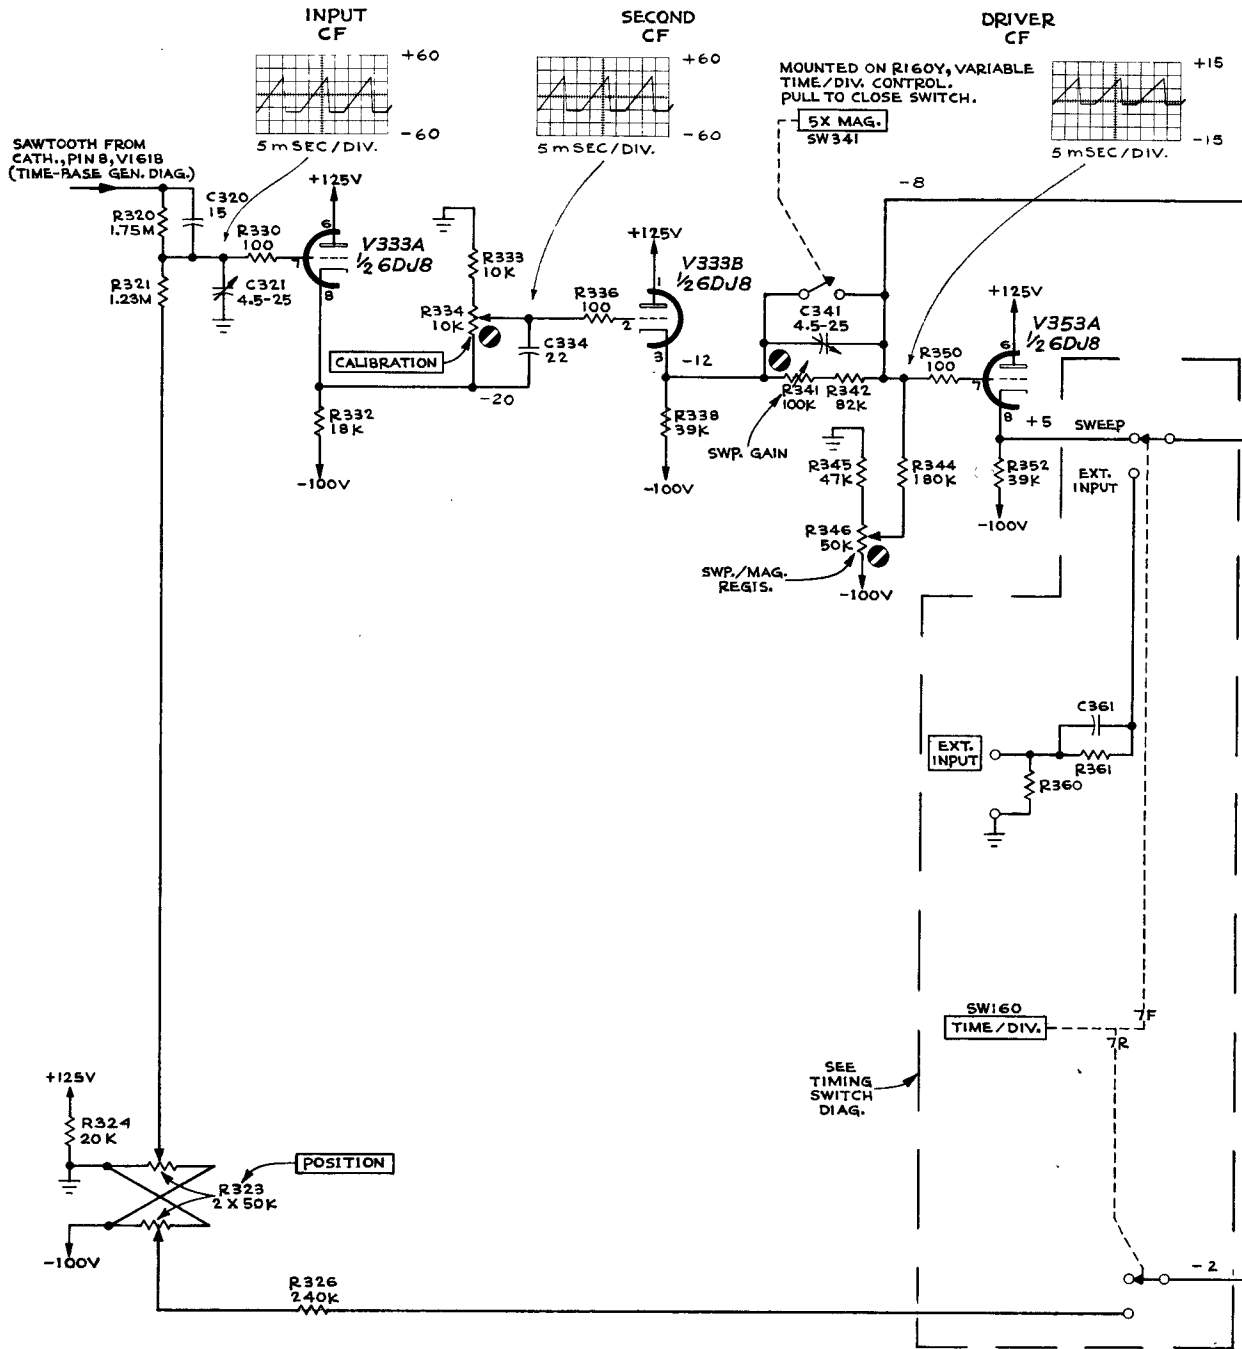 INPUT
CF
+60
-60
5 mSEC/DIV.
SECOND
CF
+60
-60
5 mSEC/DIV.
DRIVER
CF
+15
-15
5 mSEC/DIV.
MOUNTED ON R160Y, VARIABLE
TIME/DIV. CONTROL.
PULL TO CLOSE SWITCH.
5X MAG.
SW341
SAWTOOTH FROM
CATH., PIN 8, V161B
(TIME-BASE GEN. DIAG.)
R320
1.75M
C320
15
R330
100
R321
1.23M
C321
4.5-25
+125V
6
7
8
V333A
1/2 6DJ8
R333
10K
R334
10K
CALIBRATION
R332
18K
-100V
-20
C334
22
R336
100
+125V
1
2
3
V333B
1/2 6DJ8
-12
R338
39K
-100V
C341
4.5-25
R341
100K
R342
82K
SWP. GAIN
-8
R345
47K
R344
180K
R346
50K
SWP./MAG.
REGIS.
-100V
R350
100
+125V
6
7
8
V353A
1/2 6DJ8
+5
R352
39K
-100V
SWEEP
EXT.
INPUT
C361
R361
EXT.
INPUT
R360
SW160
TIME/DIV.
7F
7R
SEE
TIMING
SWITCH
DIAG.
+125V
R324
20K
POSITION
R323
2 X 50K
-100V
R326
240K
-2